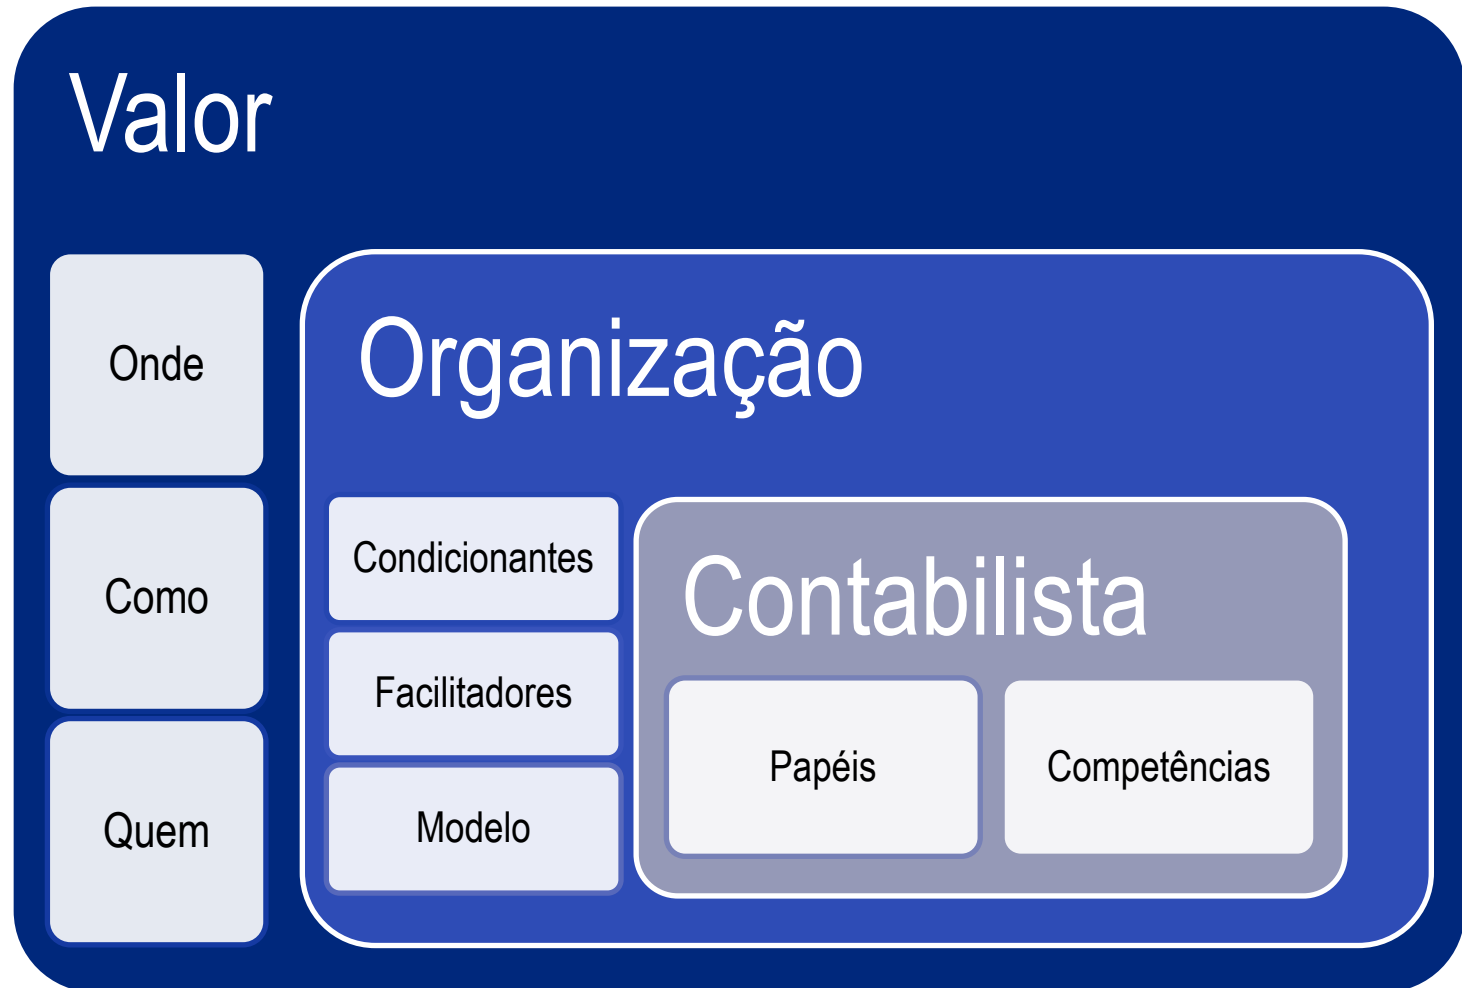 Valor
Onde
Como
Quem
Organização
Condicionantes
Facilitadores
Modelo
Contabilista
Papéis
Competências